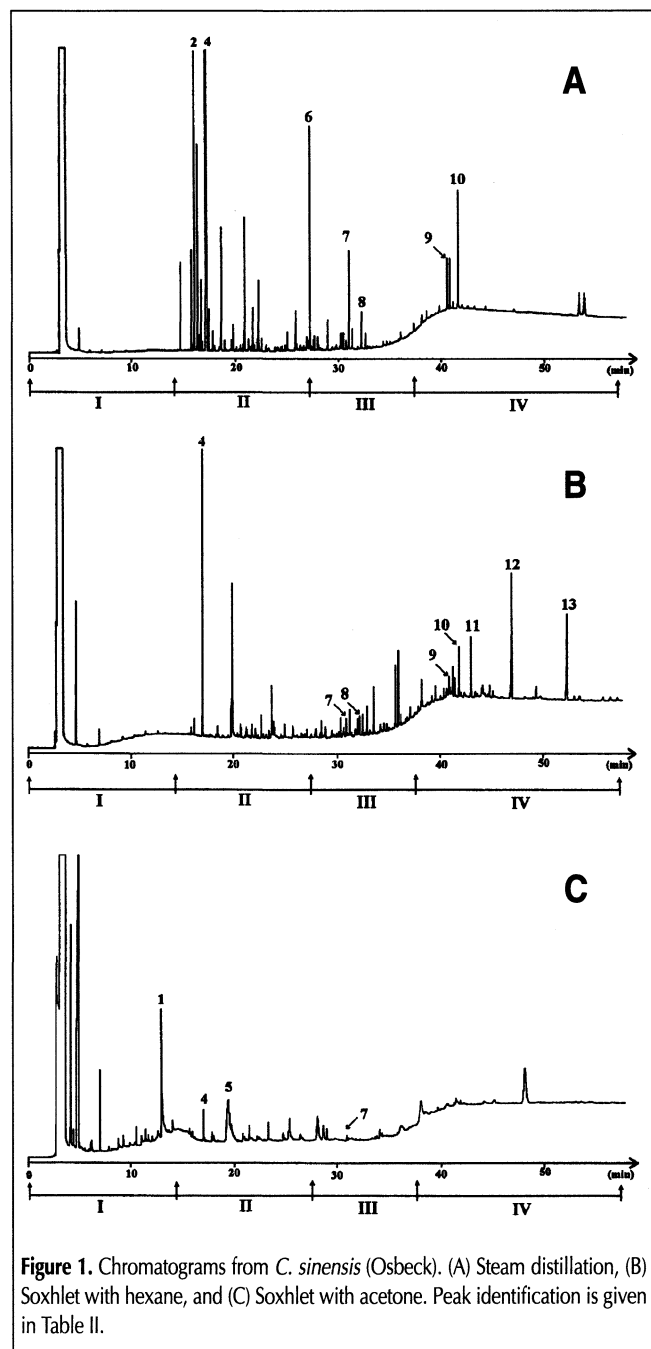 2 4
A
6
10
7
9
8
0 10 20 30 40 50 (min)
I II III IV
4
B
12
13
10 11
9
7 8
0 10 20 30 40 50 (min)
I II III IV
C
1
4 5
7
0 10 20 30 40 50 (min)
I II III IV
Figure 1. Chromatograms from C. sinensis (Osbeck). (A) Steam distillation, (B)
Soxhlet with hexane, and (C) Soxhlet with acetone. Peak identification is given
in Table II.